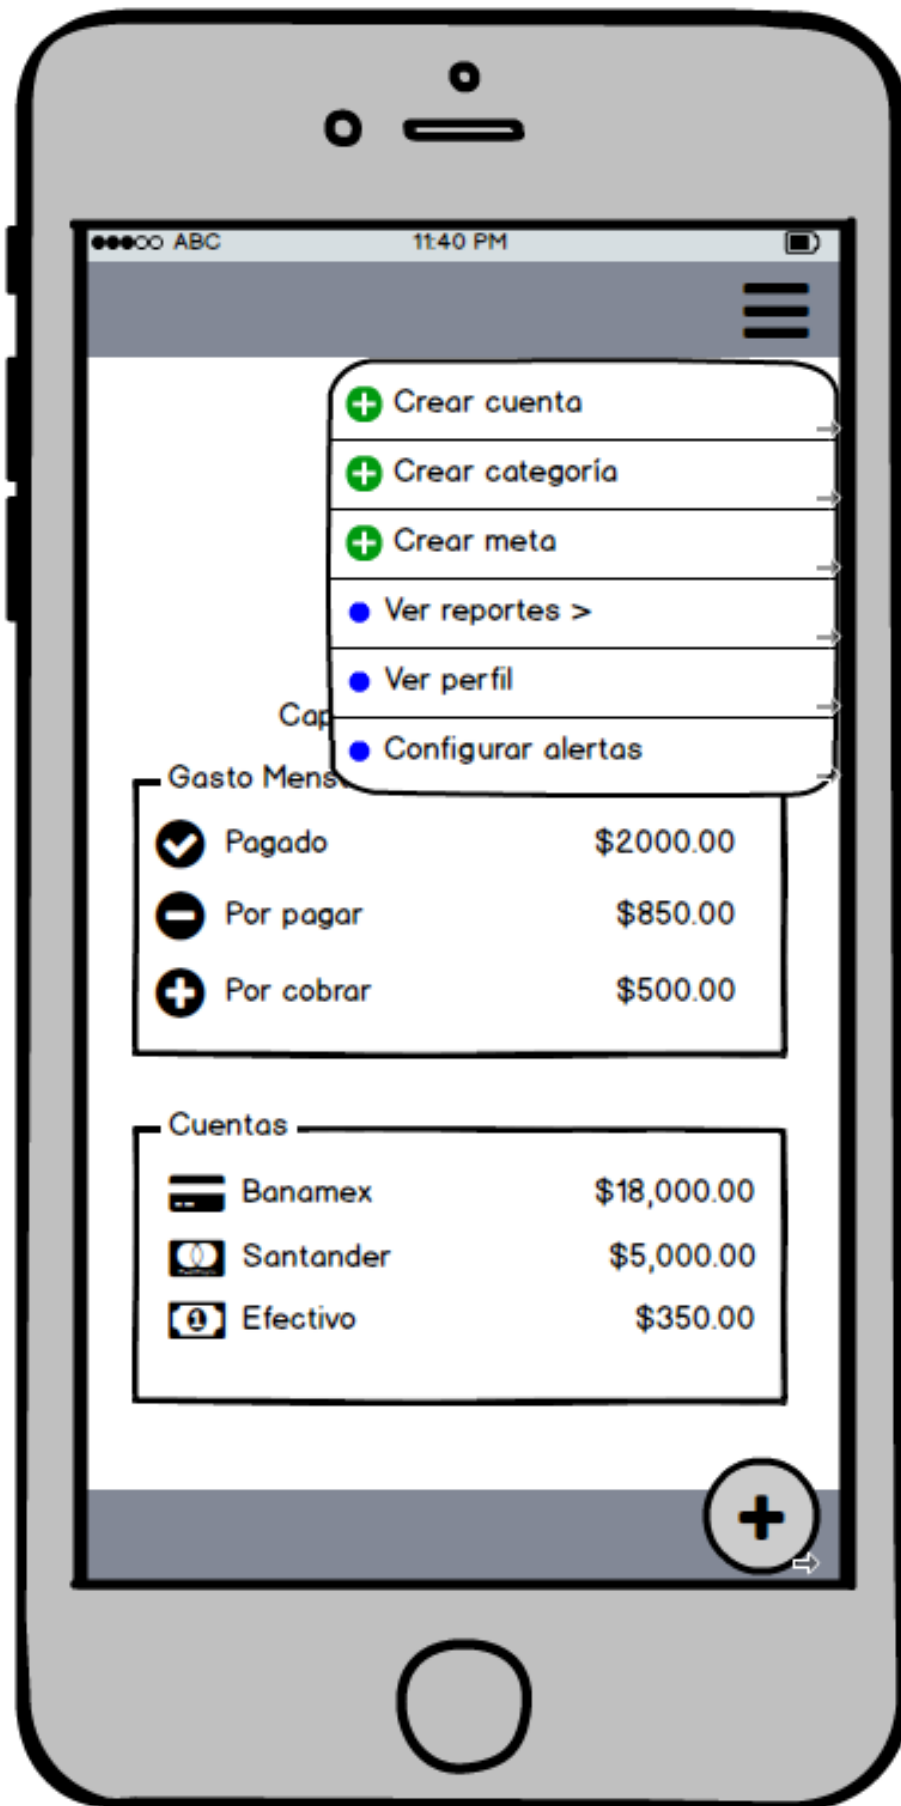 ABC 11:40 PM
Crear cuenta
Crear categoría
Crear meta
Ver reportes >
Ver perfil
Configurar alertas
Pagado $2000.00
Por pagar $850.00
Por cobrar $500.00
Cuentas
Banamex $18,000.00
Santander $5,000.00
1 Efectivo $350.00